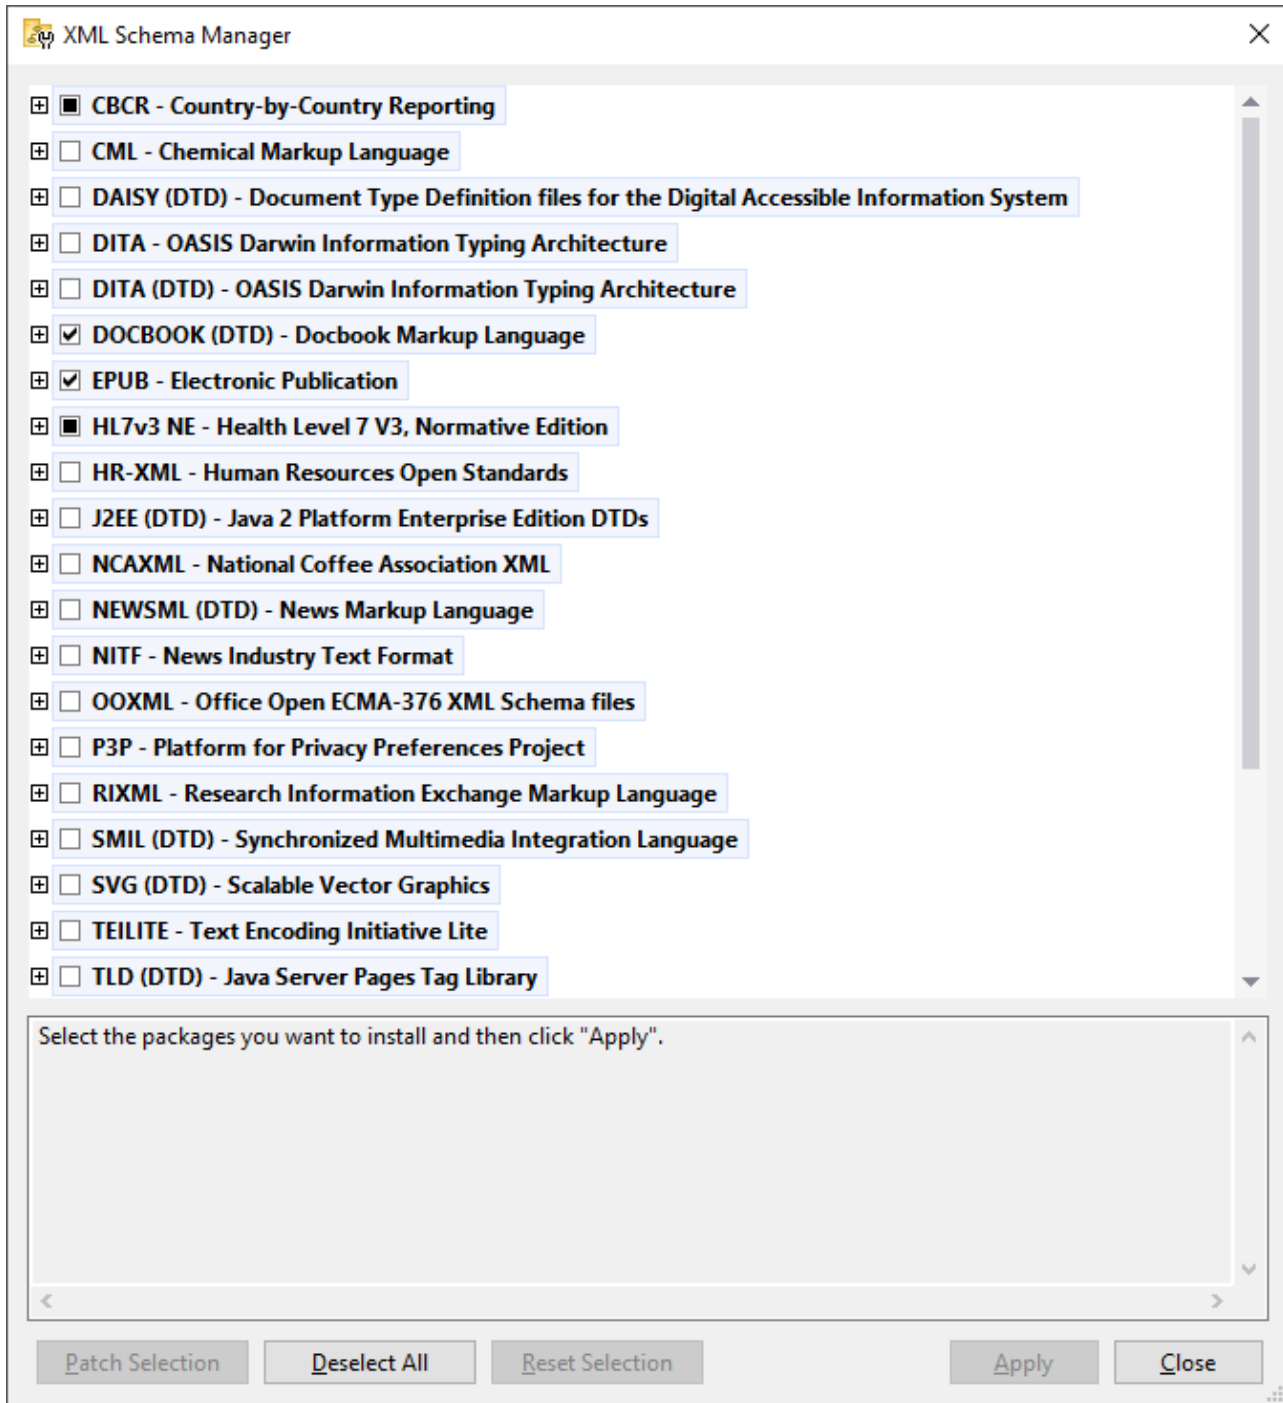 XML Schema Manager
CBCR - Country-by-Country Reporting
CML - Chemical Markup Language
DAISY (DTD) - Document Type Definition files for the Digital Accessible Information System
DITA - OASIS Darwin Information Typing Architecture
DITA (DTD) - OASIS Darwin Information Typing Architecture
DOCBOOK (DTD) - Docbook Markup Language
EPUB - Electronic Publication
HL7v3 NE - Health Level 7 V3, Normative Edition
HR-XML - Human Resources Open Standards
J2EE (DTD) - Java 2 Platform Enterprise Edition DTDs
NCAXML - National Coffee Association XML
NEWSML (DTD) - News Markup Language
NITF - News Industry Text Format
OOXML - Office Open ECMA-376 XML Schema files
P3P - Platform for Privacy Preferences Project
RIXML - Research Information Exchange Markup Language
SMIL (DTD) - Synchronized Multimedia Integration Language
SVG (DTD) - Scalable Vector Graphics
TEILITE - Text Encoding Initiative Lite
TLD (DTD) - Java Server Pages Tag Library
Select the packages you want to install and then click "Apply".
Patch Selection Deselect All Reset Selection Apply Close